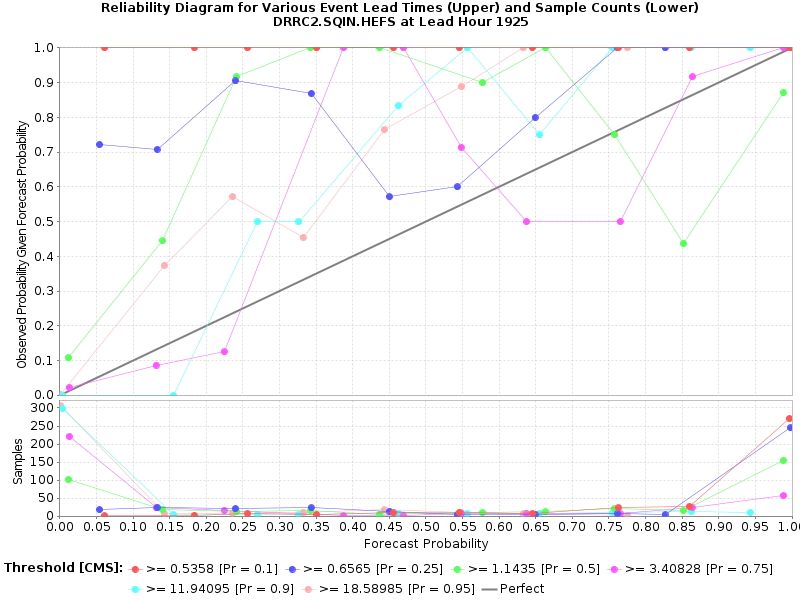 Reliability Diagram for Various Event Lead Times (Upper) and Sample Counts (Lower)
DRRC2.SQIN.HEFS at Lead Hour 1925
Observed Probability Given Forecast Probability
1.0
0.9
0.8
0.7
0.6
0.5
0.4
0.3
0.2
0.1
0.0
Samples
300
250
200
150
100
50
0
0.00 0.05 0.10 0.15 0.20 0.25 0.30 0.35 0.40 0.45 0.50 0.55 0.60 0.65 0.70 0.75 0.80 0.85 0.90 0.95 1.0
Forecast Probability
Threshold [CMS]: >= 0.5358 [Pr = 0.1] >= 0.6565 [Pr = 0.25] >= 1.1435 [Pr = 0.5] >= 3.40828 [Pr = 0.75]
>= 11.94095 [Pr = 0.9] >= 18.58985 [Pr = 0.95] Perfect